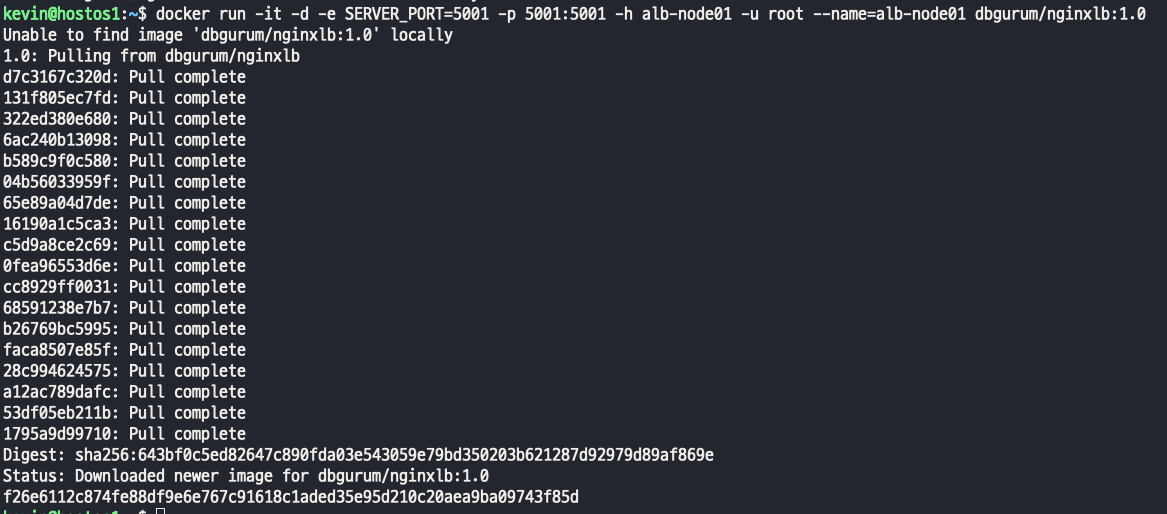 kevin@hostos1:~$ docker run -it -d -e SERVER_PORT=5001 -p 5001:5001 -h alb-node01 -u root --name=alb-node01 dbgurum/nginxlb:1.0
Unable to find image 'dbgurum/nginxlb:1.0' locally
1.0: Pulling from dbgurum/nginxlb
d7c3167c320d: Pull complete
131f805ec7fd: Pull complete
322ed380e680: Pull complete
6ac240b13098: Pull complete
b589c9f0c580: Pull complete
04b56033959f: Pull complete
65e89a04d7de: Pull complete
16190a1c5ca3: Pull complete
c5d9a8ce2c69: Pull complete
0fea96553d6e: Pull complete
cc8929ff0031: Pull complete
68591238e7b7: Pull complete
b26769bc5995: Pull complete
faca8507e85f: Pull complete
28c994624575: Pull complete
a12ac789dafc: Pull complete
53df05eb211b: Pull complete
1795a9d99710: Pull complete
Digest: sha256:643bf0c5ed82647c890fda03e543059e79bd350203b621287d92979d89af869e
Status: Downloaded newer image for dbgurum/nginxlb:1.0
f26e6112c874fe88df9e6e767c91618c1aded35e95d210c20aea9ba09743f85d